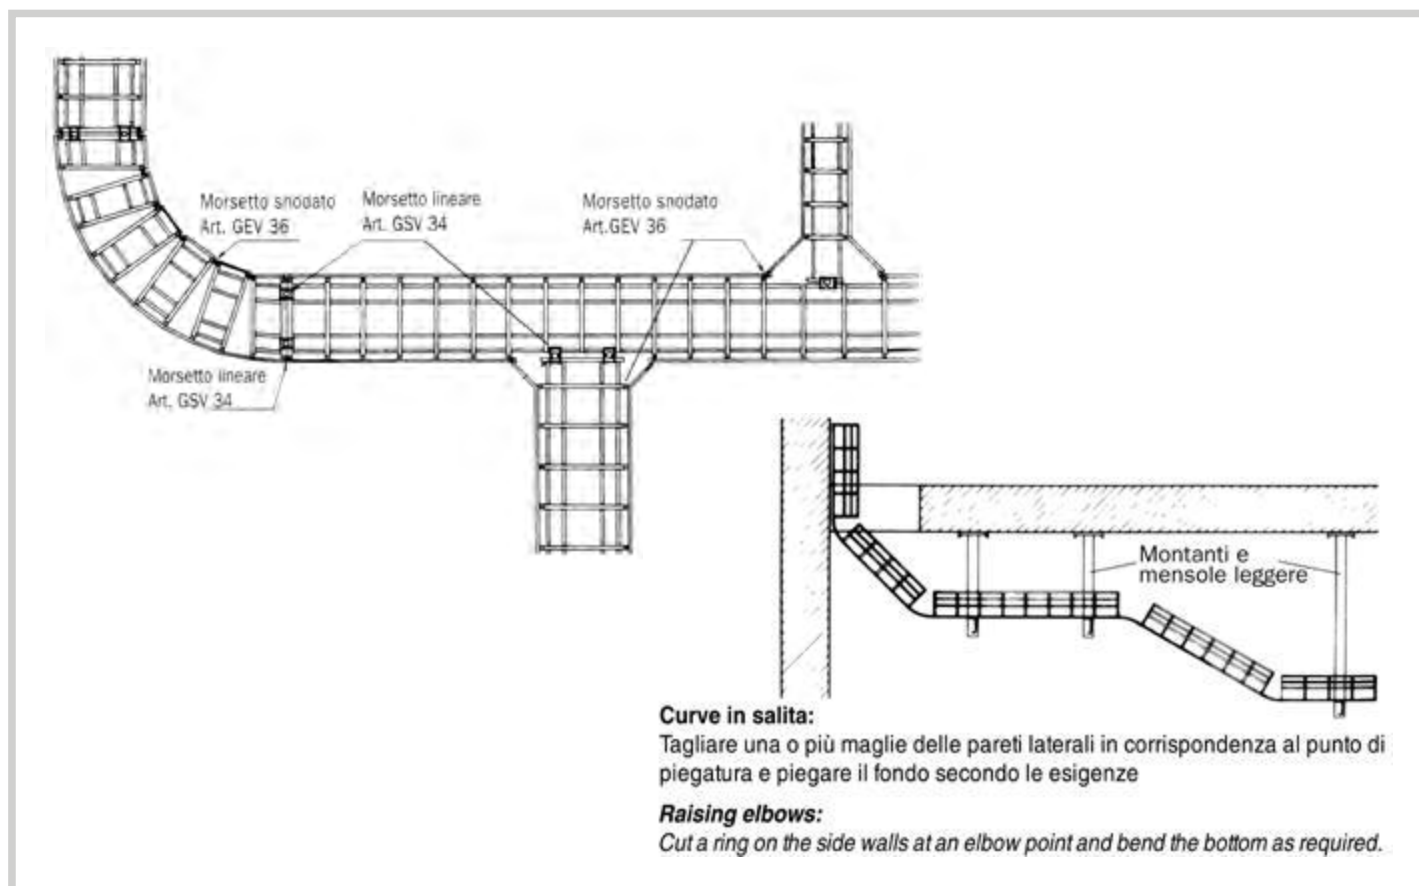 Morsetto snodato
Art. GEV 36
Morsetto lineare
Art. GSV 34
Morsetto snodato
Art.GEV 36
Morsetto lineare
Art. GSV 34
Montanti e
mensole leggere
Curve in salita:
Tagliare una o più maglie delle pareti laterali in corrispondenza al punto di
piegatura e piegare il fondo secondo le esigenze
Raising elbows:
Cut a ring on the side walls at an elbow point and bend the bottom as required.